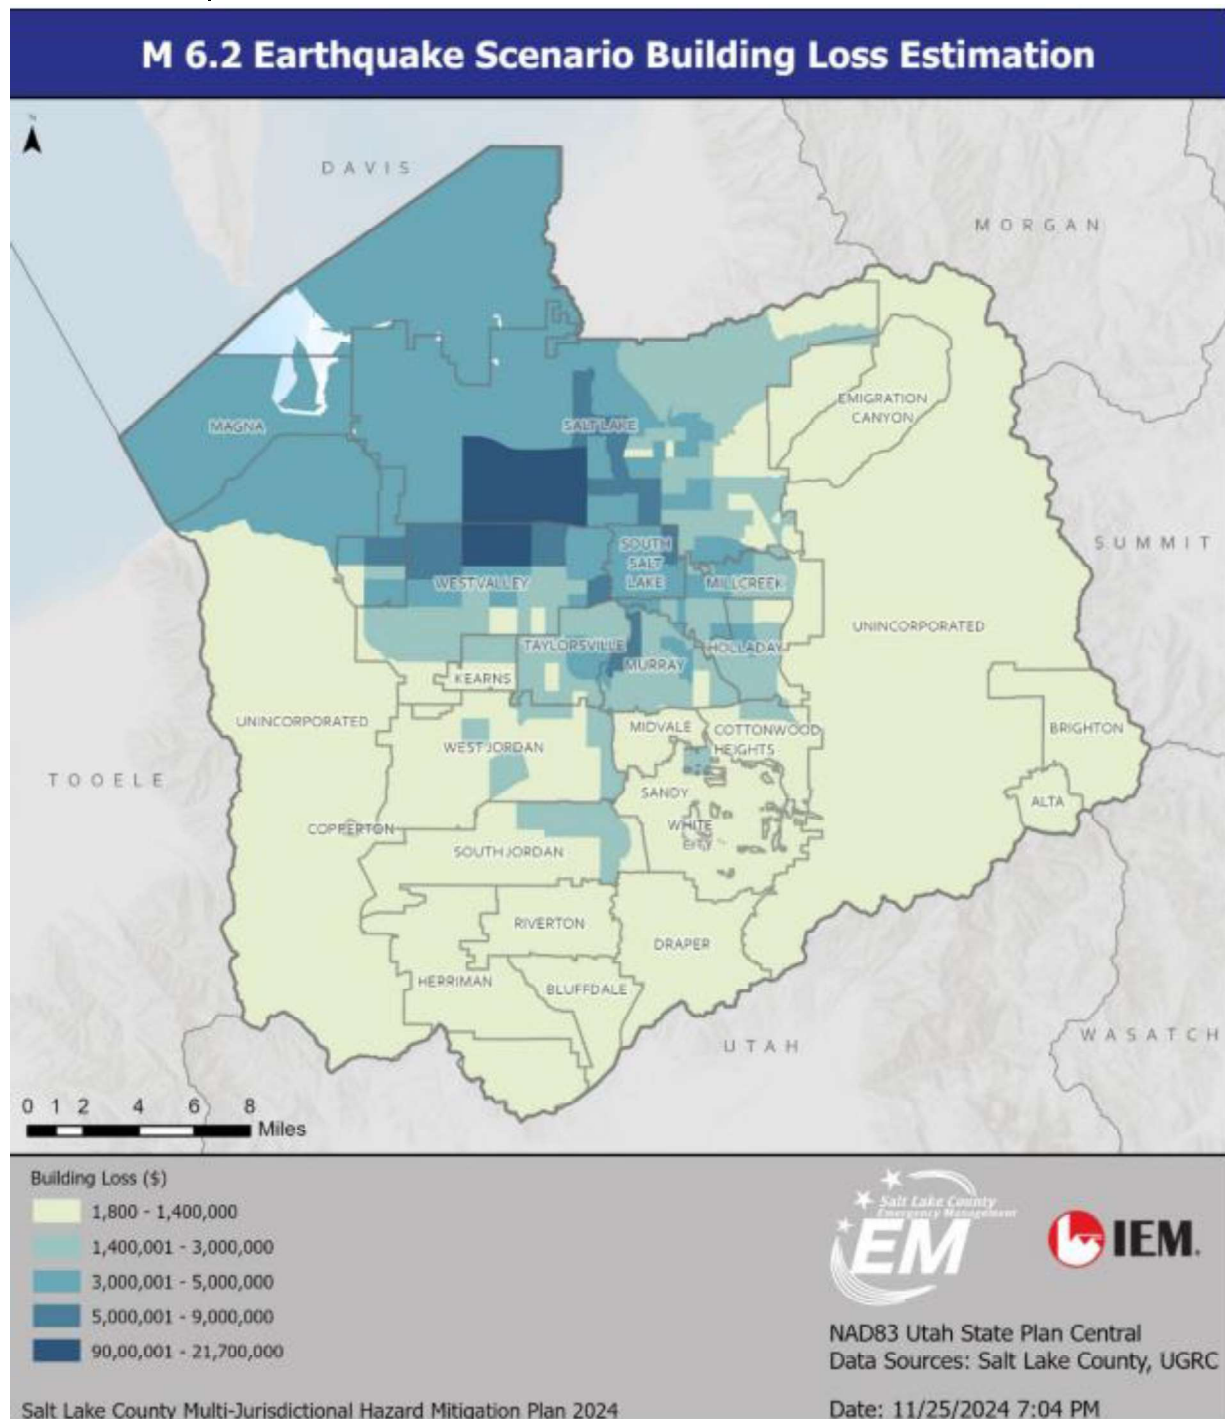 M 6.2 Earthquake Scenario Building Loss Estimation
N
DAVIS
MORGAN
EMIGRATION
CANYON
MAGNA
SALT LAKE
SUMMIT
SOUTH
SALT
LAKE
WEST VALLEY
MILLCREEK
UNINCORPORATED
TAYLORSVILLE
HOLLADAY
MURRAY
KEARNS
UNINCORPORATED
MIDVALE
COTTONWOOD
HEIGHTS
BRIGHTON
WEST JORDAN
TOOELE
SANDY
ALTA
COPPERTON
WHITE
CITY
SOUTH JORDAN
RIVERTON
DRAPER
HERRIMAN
BLUFFDALE
UTAH
WASATCH
0 1 2 4 6 8
Miles
Building Loss ($)
1,800 - 1,400,000
1,400,001 - 3,000,000
3,000,001 - 5,000,000
5,000,001 - 9,000,000
90,00,001 - 21,700,000
Salt Lake County
Emergency Management
EM
IEM.
NAD83 Utah State Plan Central
Data Sources: Salt Lake County, UGRC
Salt Lake County Multi-Jurisdictional Hazard Mitigation Plan 2024
Date: 11/25/2024 7:04 PM